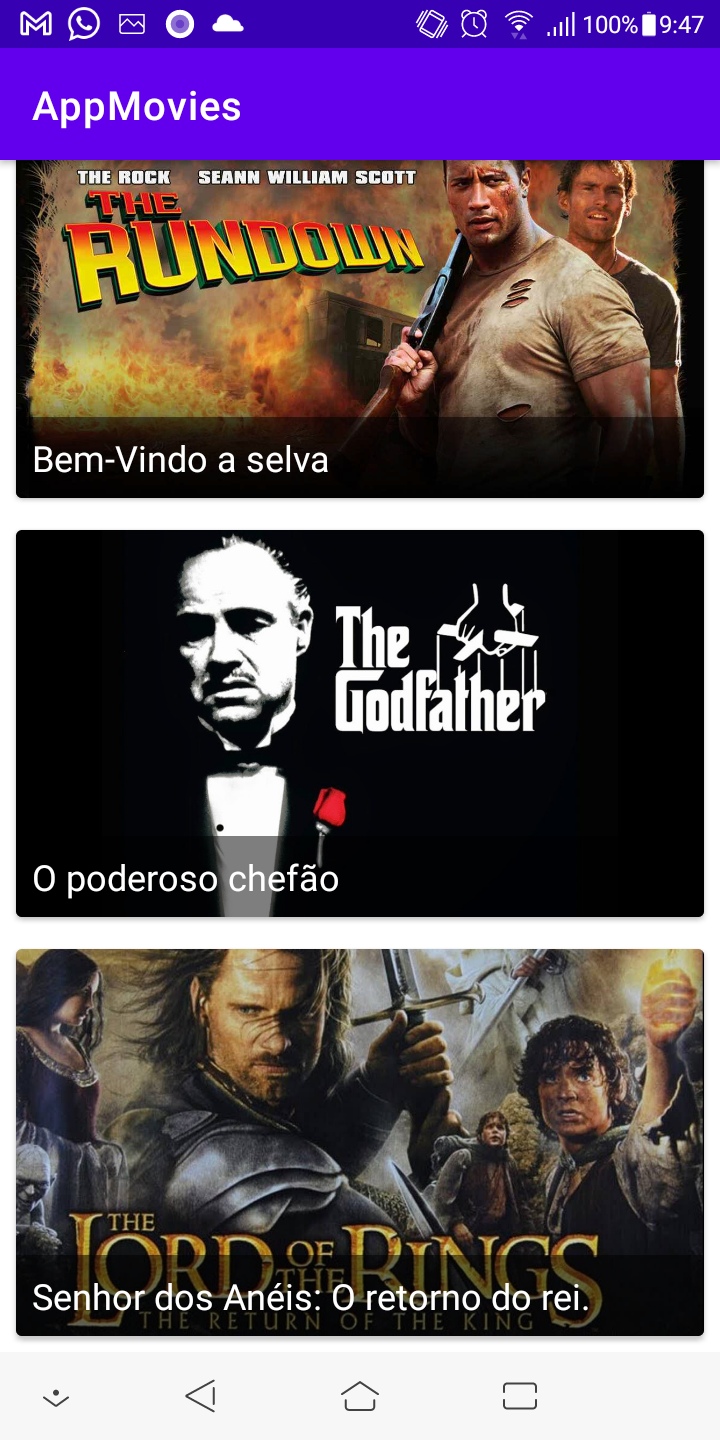 100% 9:47
AppMovies
THE ROCK SEANN WILLIAM SCOTT
THE
RUNDOWN
Bem-Vindo a selva
The
Godfather
O poderoso chefão
THE
LORD OF
THE RINGS
Senhor dos Anéis: O retorno do rei.
THE RETURN OF THE KING